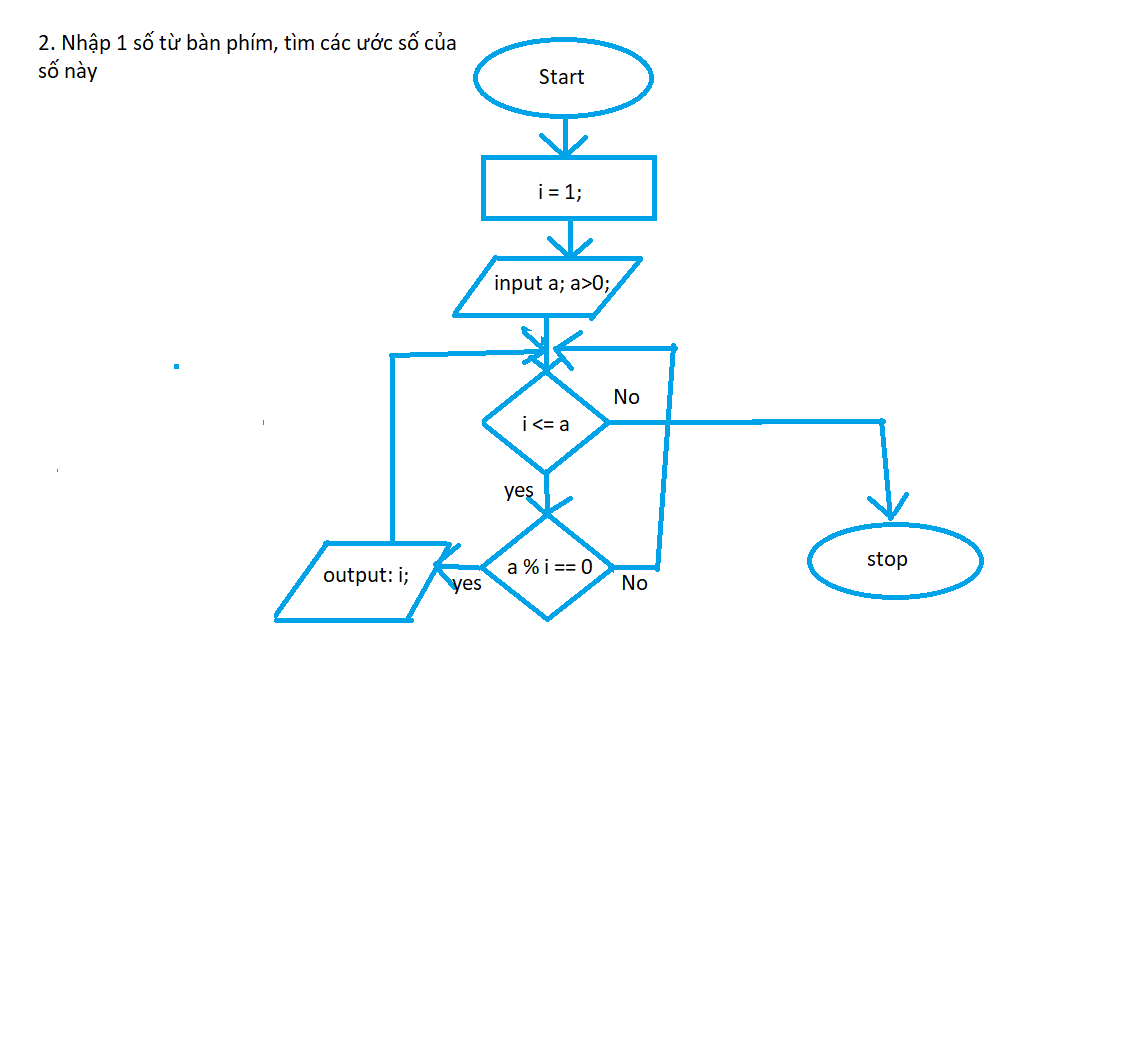 2. Nhập 1 số từ bàn phím, tìm các ước số của
số này
Start
i = 1;
input a; a>0;
No
i <= a
yes
stop
a % i == 0
output: i;
yes
No